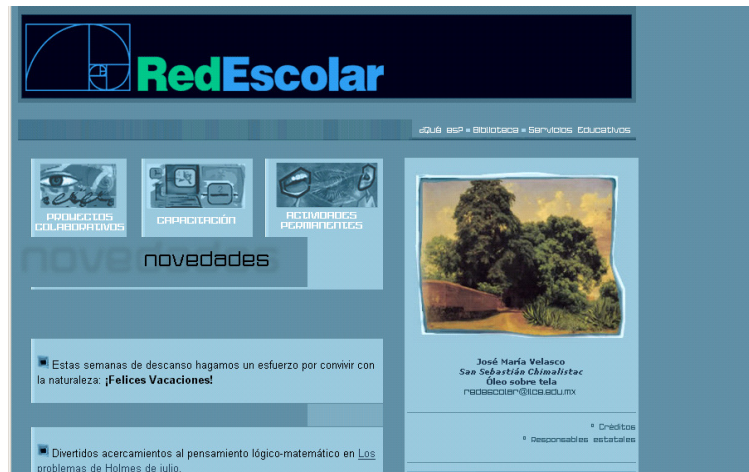 RedEscolar
¿Qué es? Biblioteca Servicios Educativos
PROYECTOS
COLABORATIVOS
CAPACITACIÓN
ACTIVIDADES
PERMANENTES
novedades
novedades
Estas semanas de descanso hagamos un esfuerzo por convivir con
la naturaleza: ¡Felices Vacaciones!
Divertidos acercamientos al pensamiento lógico-matemático en Los
problemas de Holmes de julio.
José María Velasco
San Sebastián Chimalistac
Óleo sobre tela
redescolar@ilce.edu.mx
Créditos
Responsables estatales